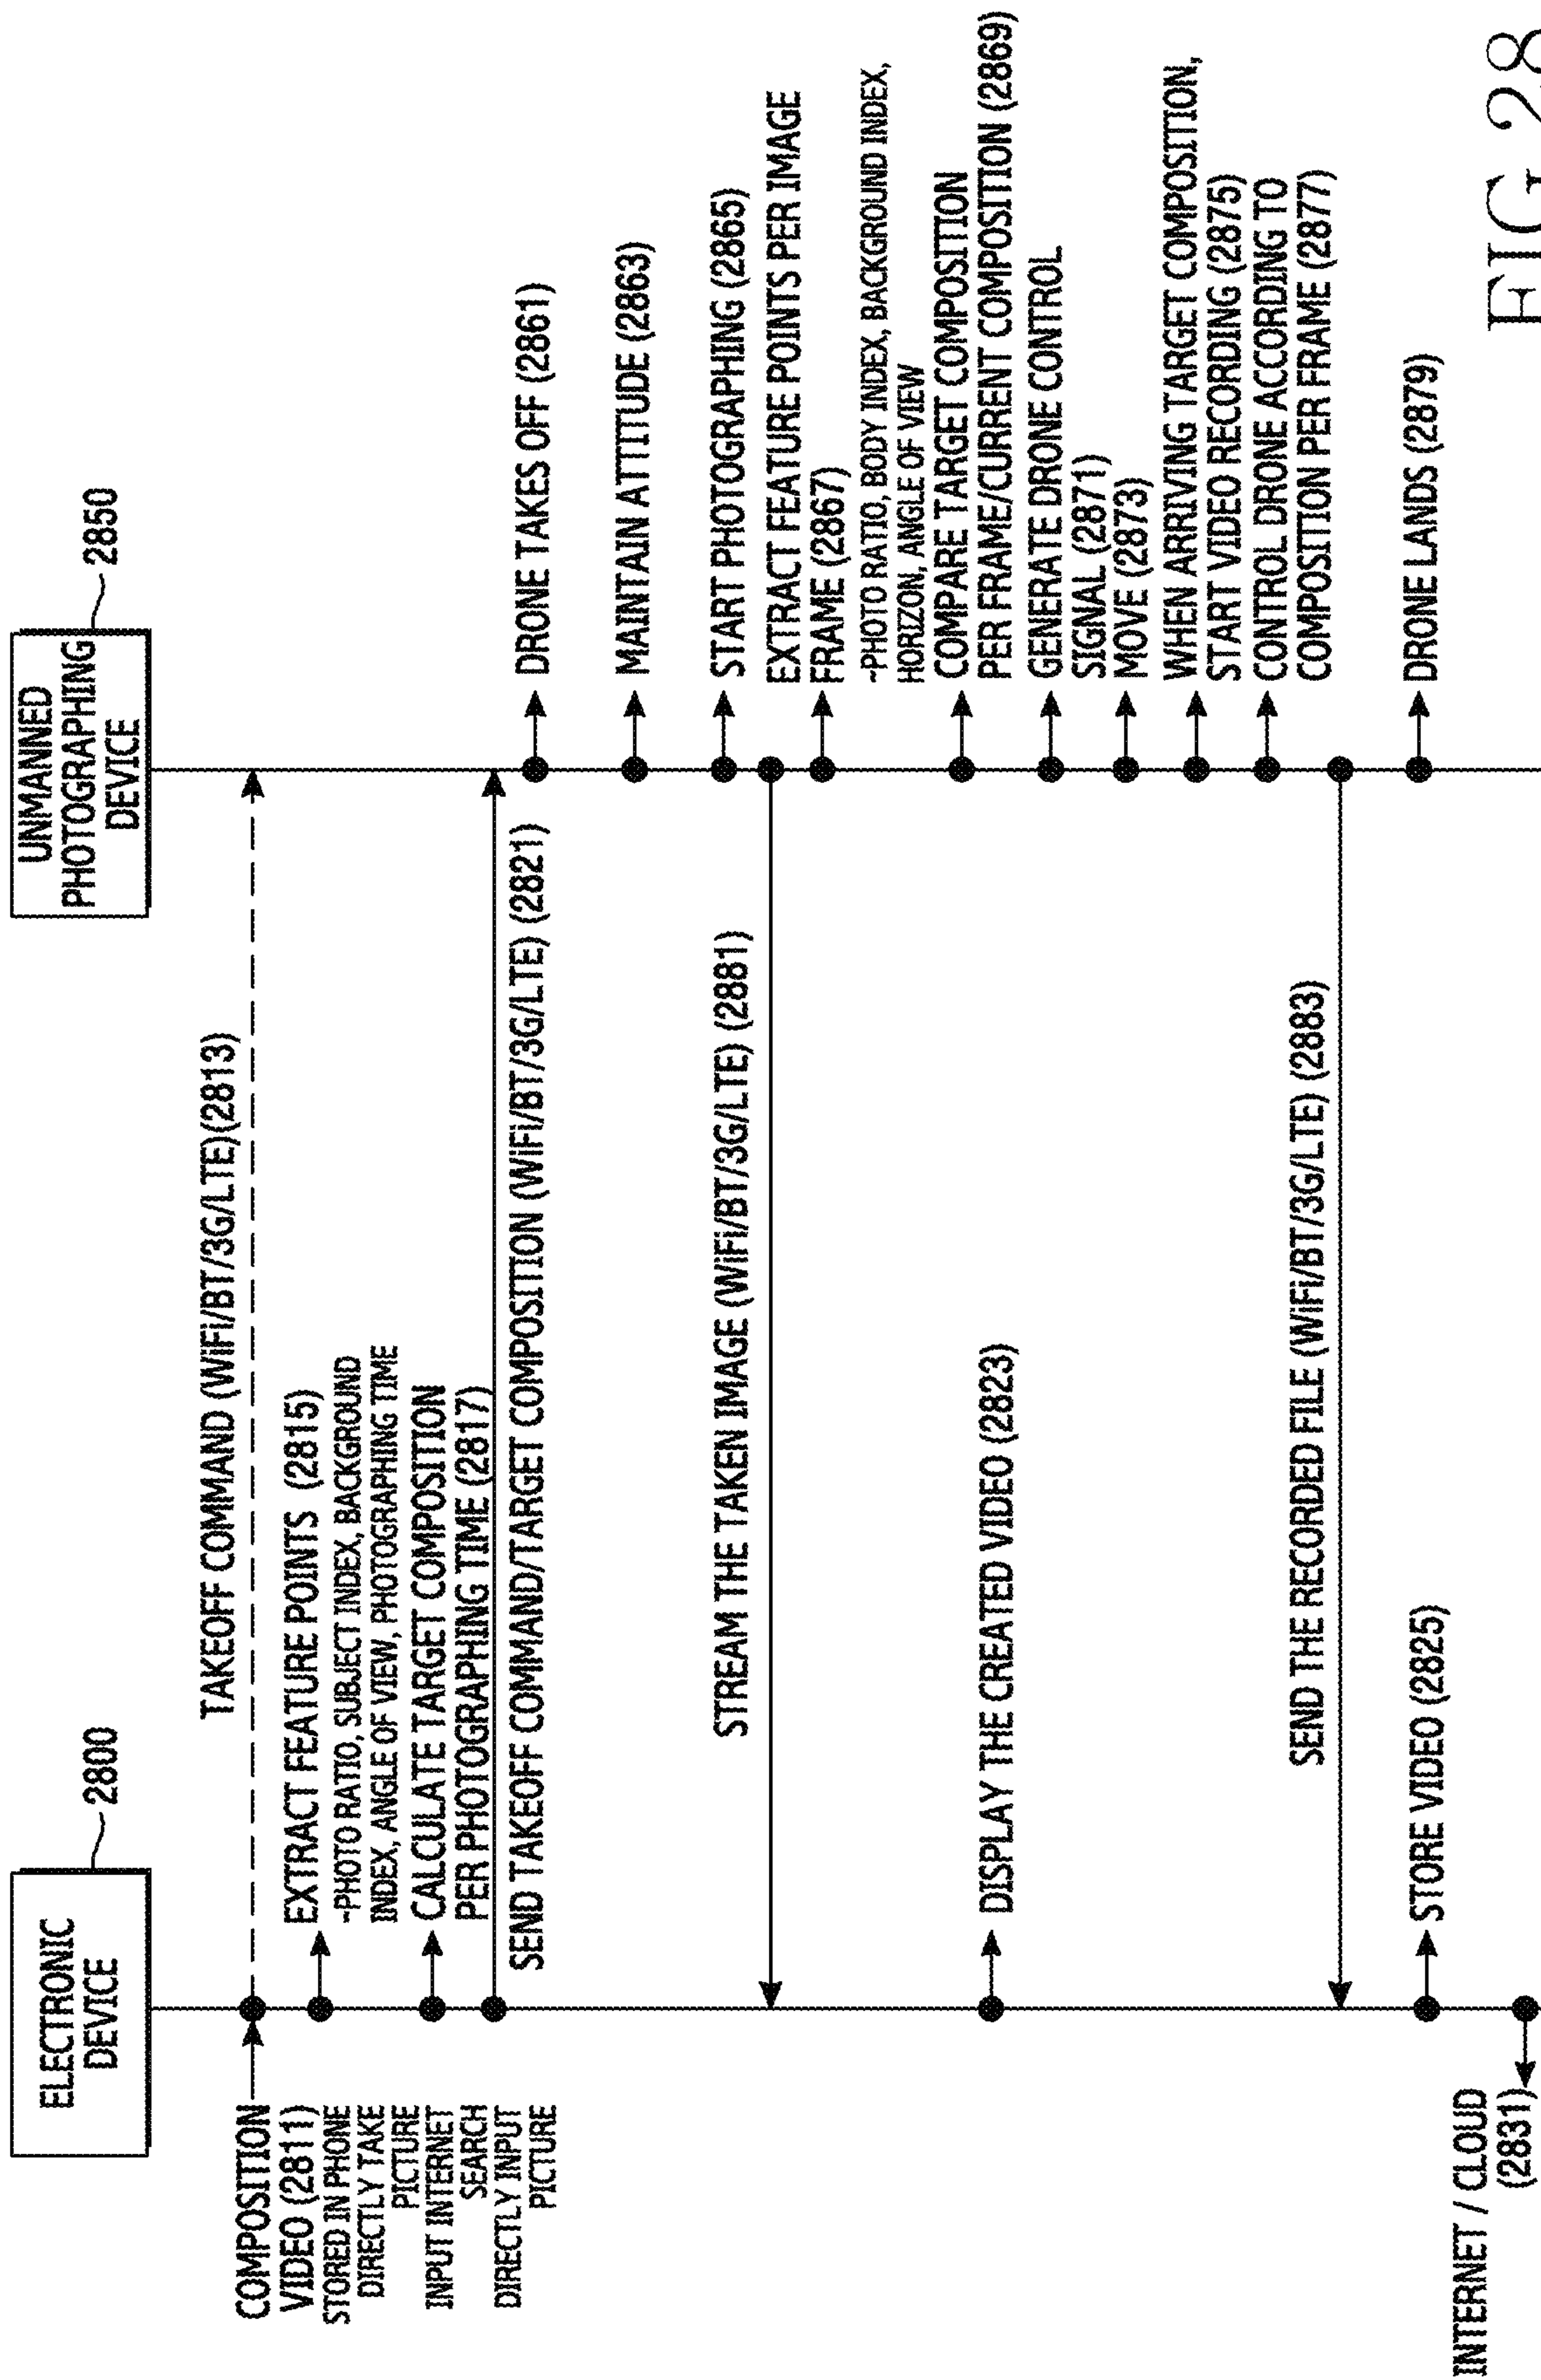 ELECTRONIC
DEVICE
2800
UNMANNED
PHOTOGRAPHING
DEVICE
2850
COMPOSITION
VIDEO (2811)
STORED IN PHONE
DIRECTLY TAKE
PICTURE
INPUT INTERNET
SEARCH
DIRECTLY INPUT
PICTURE
TAKEOFF COMMAND (WiFi/BT/3G/LTE)(2813)
EXTRACT FEATURE POINTS (2815)
-PHOTO RATIO, SUBJECT INDEX, BACKGROUND
INDEX, ANGLE OF VIEW, PHOTOGRAPHING TIME
CALCULATE TARGET COMPOSITION
PER PHOTOGRAPHING TIME (2817)
SEND TAKEOFF COMMAND/TARGET COMPOSITION (WiFi/BT/3G/LTE) (2821)
DRONE TAKES OFF (2861)
MAINTAIN ATTITUDE (2863)
START PHOTOGRAPHING (2865)
STREAM THE TAKEN IMAGE (WiFi/BT/3G/LTE) (2881)
EXTRACT FEATURE POINTS PER IMAGE
FRAME (2867)
-PHOTO RATIO, BODY INDEX, BACKGROUND INDEX,
HORIZON, ANGLE OF VIEW
COMPARE TARGET COMPOSITION
PER FRAME/CURRENT COMPOSITION (2869)
DISPLAY THE CREATED VIDEO (2823)
GENERATE DRONE CONTROL
SIGNAL (2871)
MOVE (2873)
WHEN ARRIVING TARGET COMPOSITION,
START VIDEO RECORDING (2875)
CONTROL DRONE ACCORDING TO
COMPOSITION PER FRAME (2877)
SEND THE RECORDED FILE (WiFi/BT/3G/LTE) (2883)
DRONE LANDS (2879)
STORE VIDEO (2825)
INTERNET / CLOUD
(2831)
FIG.28